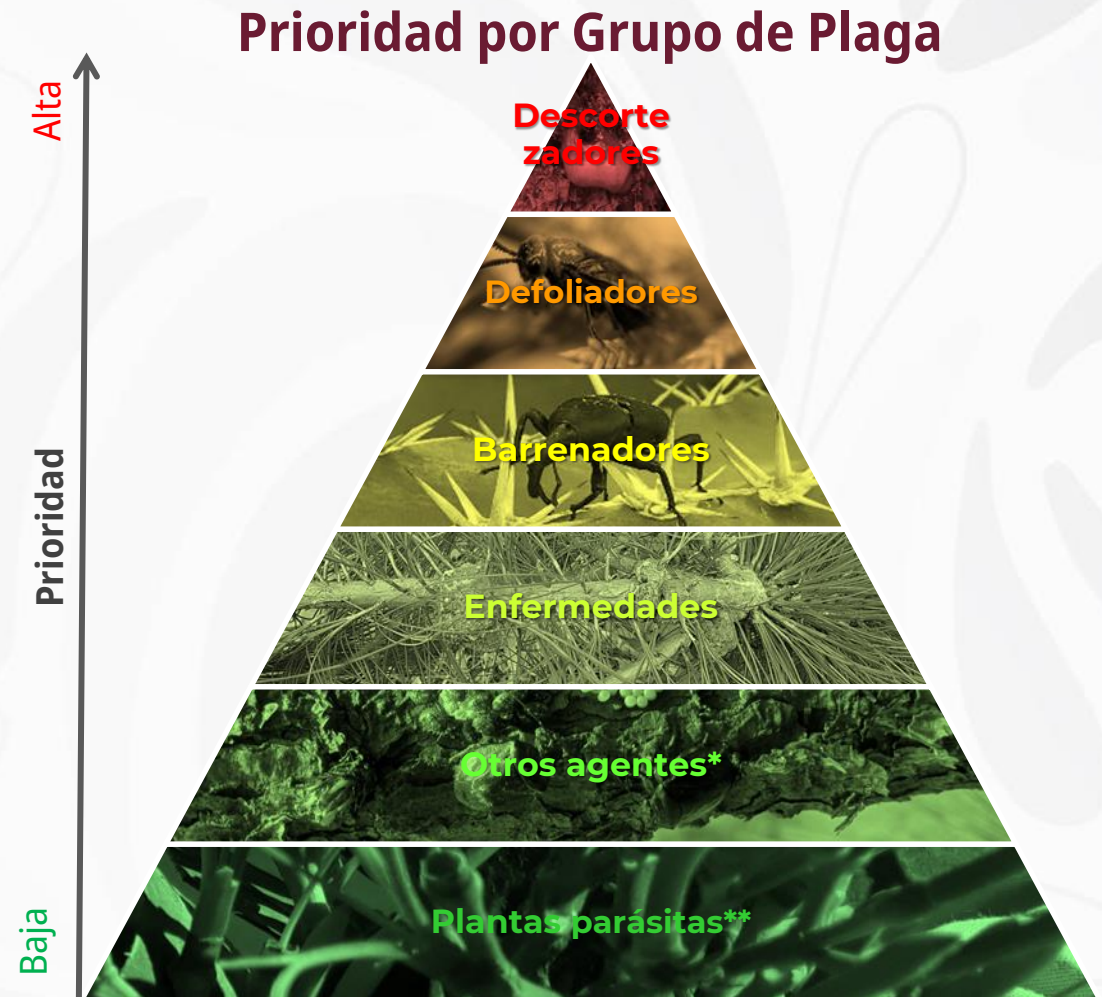 Prioridad por Grupo de Plaga
Alta
Prioridad
Baja
Descorte
zadores
Defoliadores
Barrenadores
Enfermedades
Otros agentes*
Plantas parásitas**